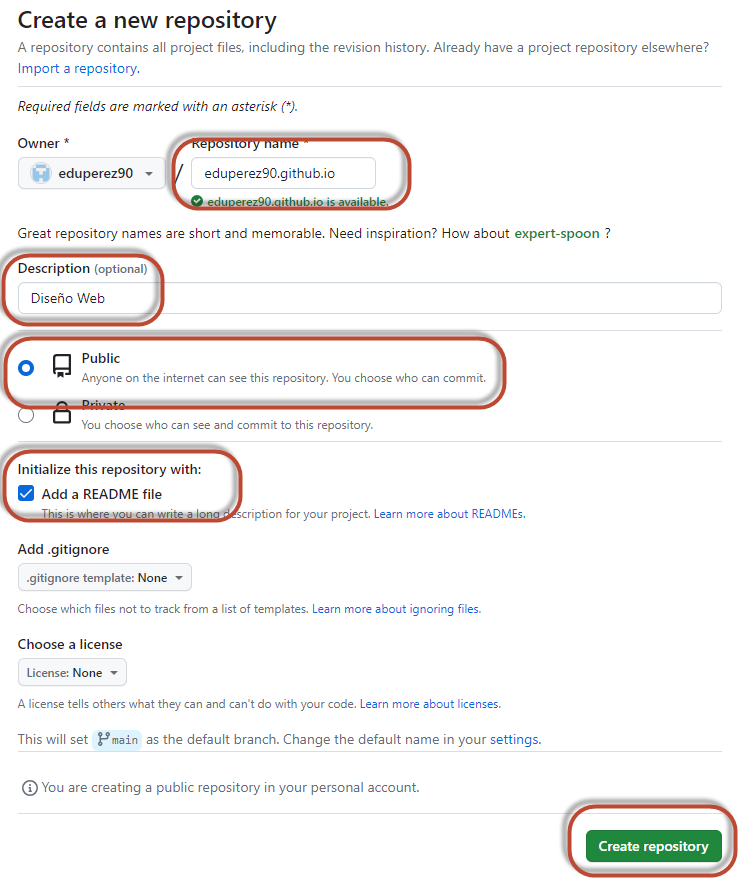 Create a new repository
A repository contains all project files, including the revision history. Already have a project repository elsewhere?
Import a repository.
Required fields are marked with an asterisk (*).
Owner *
Repository name *
eduperez90
/
eduperez90.github.io
eduperez90.github.io is available.
Great repository names are short and memorable. Need inspiration? How about expert-spoon ?
Description (optional)
Diseño Web
Public
Anyone on the internet can see this repository. You choose who can commit.
Private
You choose who can see and commit to this repository.
Initialize this repository with:
Add a README file
This is where you can write a long description for your project. Learn more about READMEs.
Add .gitignore
.gitignore template: None
Choose which files not to track from a list of templates. Learn more about ignoring files.
Choose a license
License: None
A license tells others what they can and can't do with your code. Learn more about licenses.
This will set main as the default branch. Change the default name in your settings.
You are creating a public repository in your personal account.
Create repository